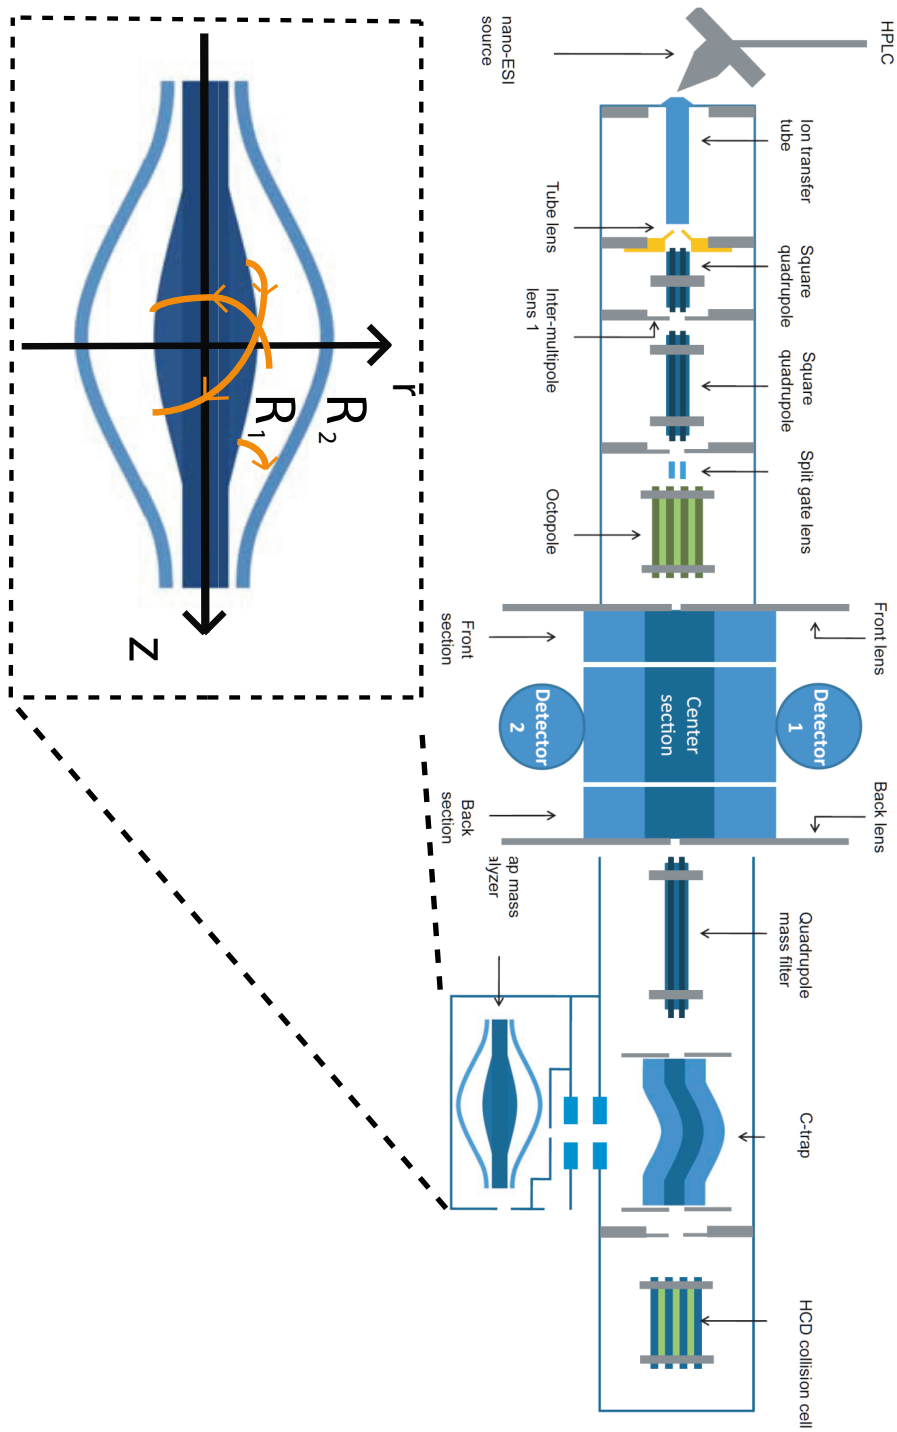 HPLC
nano-ESI
source
Ion transfer
tube
Tube lens
Square
quadrupole
Inter-multipole
lens 1
Square
quadrupole
Split gate lens
Octopole
Front lens
Front
section
Detector
1
Center
section
Detector
2
Back lens
Back
section
Quadrupole
mass filter
ap mass
alyzer
C-trap
HCD collision cell
r
R2
R1
z